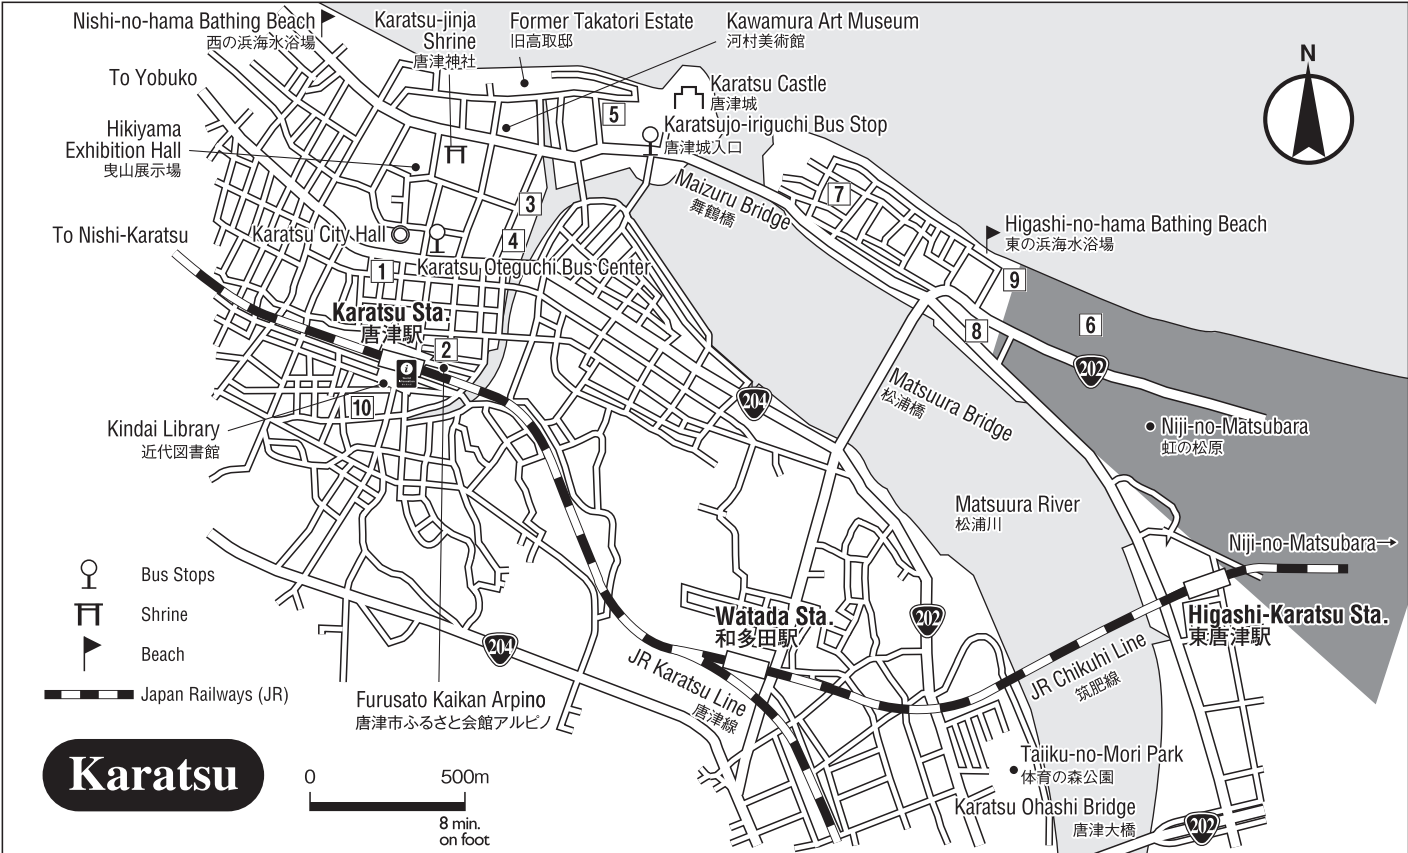 Nishi-no-hama Bathing Beach
西の浜海水浴場
Karatsu-jinja
Shrine
唐津神社
Former Takatori Estate
旧高取邸
Kawamura Art Museum
河村美術館
N
To Yobuko
Karatsu Castle
唐津城
5
Karatsujo-iriguchi Bus Stop
唐津城入口
Hikiyama
Exhibition Hall
曳山展示場
Maizuru Bridge
舞鶴橋
7
3
To Nishi-Karatsu
Karatsu City Hall
4
Higashi-no-hama Bathing Beach
東の浜海水浴場
1
Karatsu Oteguchi Bus Center
9
Karatsu Sta.
唐津駅
2
8
6
202
i
10
204
Matsuura Bridge
松浦橋
Kindai Library
近代図書館
Niji-no-Matsubara
虹の松原
Matsuura River
松浦川
Niji-no-Matsubara→
Bus Stops
Shrine
Beach
Japan Railways (JR)
Watada Sta.
和多田駅
202
Higashi-Karatsu Sta.
東唐津駅
204
JR Karatsu Line
唐津線
JR Chikuhi Line
筑肥線
Furusato Kaikan Arpino
唐津市ふるさと会館アルピノ
Karatsu
0 500m
8 min.
on foot
Taiiku-no-Mori Park
体育の森公園
Karatsu Ohashi Bridge
唐津大橋
202